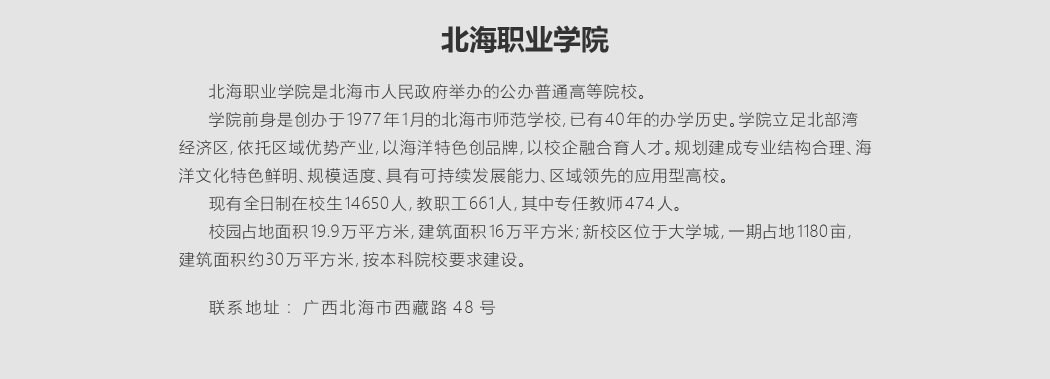 北海职业学院
北海职业学院是北海市人民政府举办的公办普通高等院校。
学院前身是创办于1977年1月的北海市师范学校,已有40年的办学历史。学院立足北部湾
经济区,依托区域优势产业,以海洋特色创品牌,以校企融合育人才。规划建成专业结构合理、海
洋文化特色鲜明、规模适度、具有可持续发展能力、区域领先的应用型高校。
现有全日制在校生14650人,教职工661人,其中专任教师474人。
校园占地面积19.9万平方米,建筑面积16万平方米;新校区位于大学城,一期占地1180亩,
建筑面积约30万平方米,按本科院校要求建设。
联系地址：广西北海市西藏路 48 号